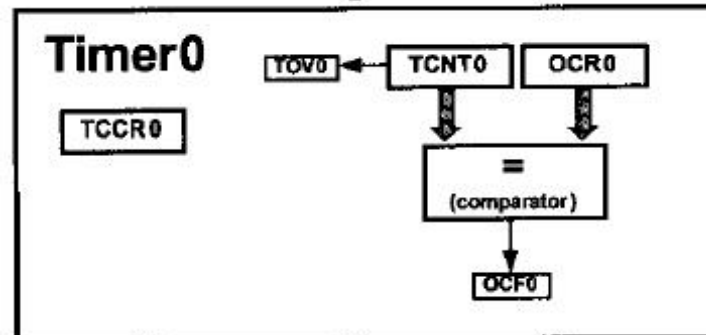 Timer0
TOV0
TCNT0
OCR0
TCCR0
=
(comparator)
OCF0